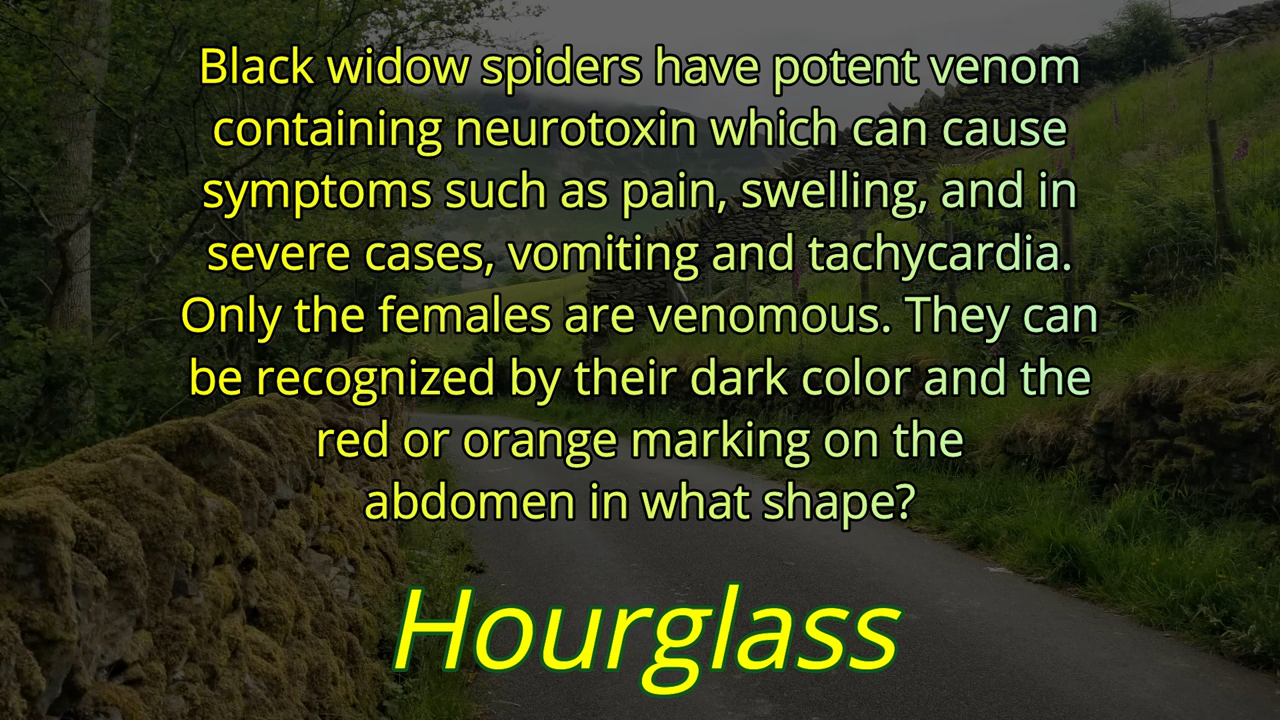 Black widow spiders have potent venom
containing neurotoxin which can cause
symptoms such as pain, swelling, and in
severe cases, vomiting and tachycardia.
Only the females are venomous. They can
be recognized by their dark color and the
red or orange marking on the
abdomen in what shape?
Hourglass